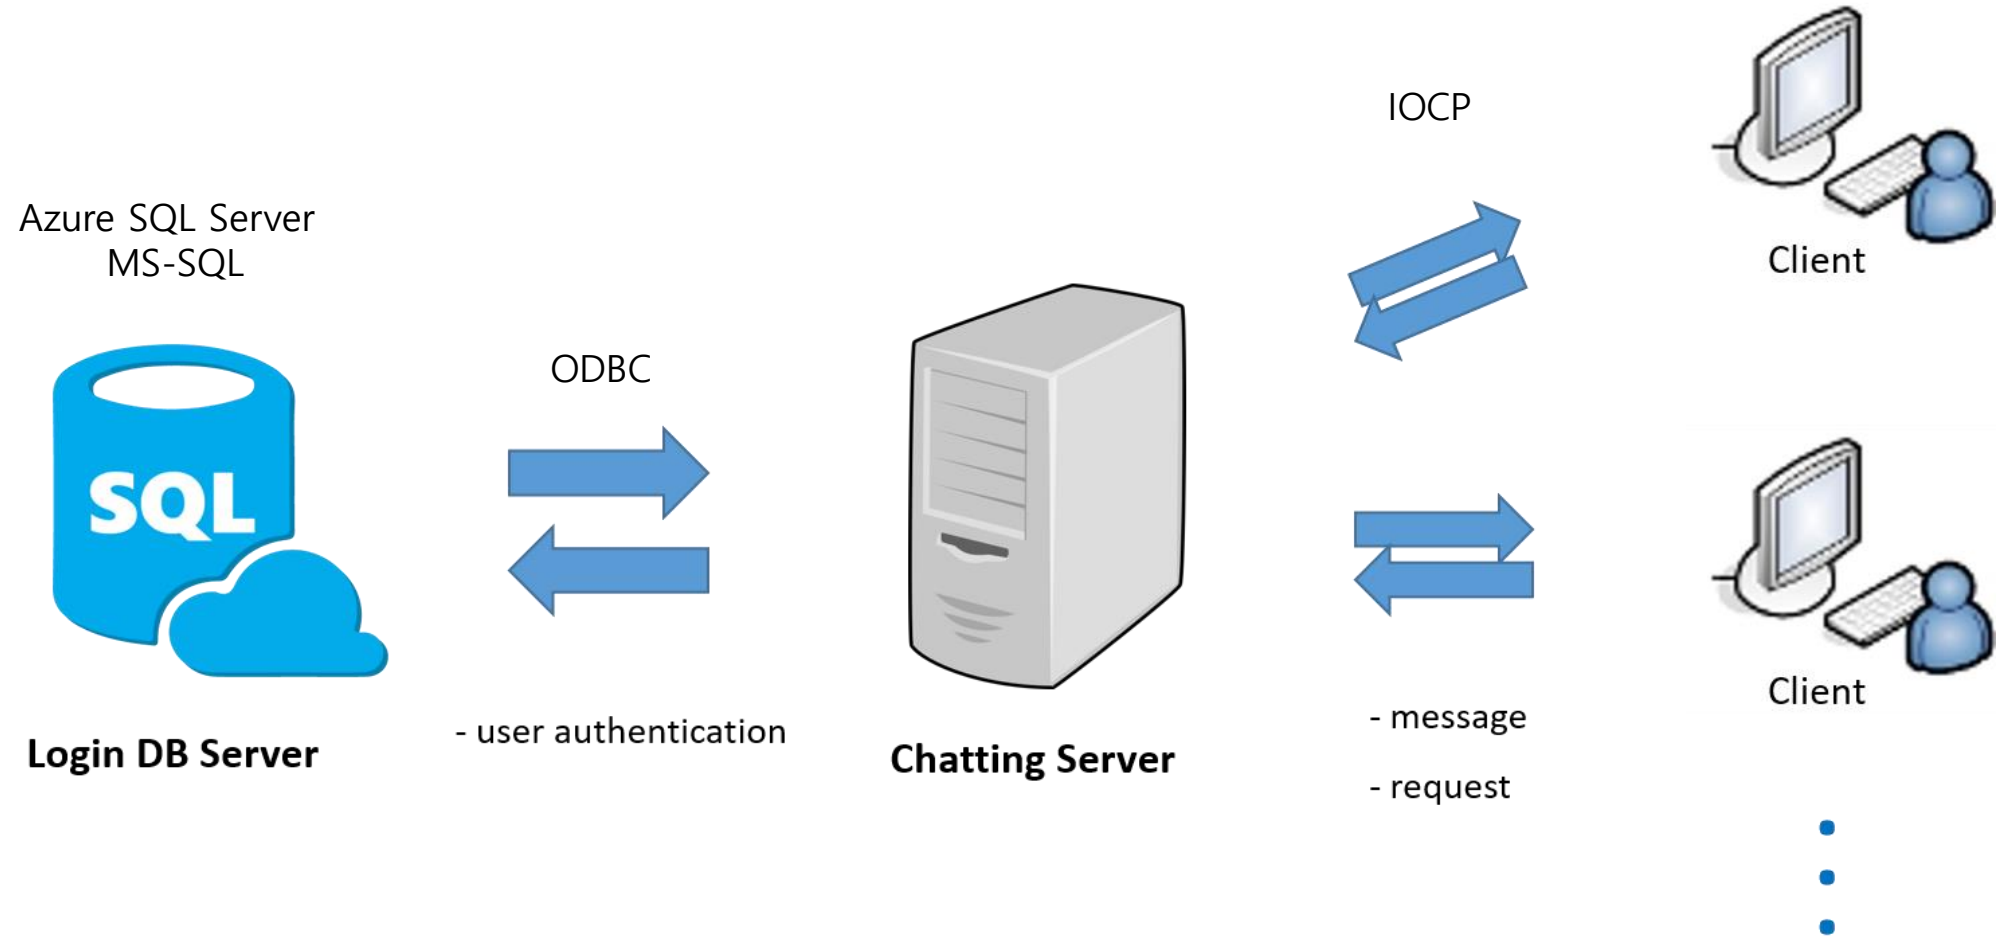 Azure SQL Server
MS-SQL
SQL
Login DB Server
ODBC
- user authentication
Chatting Server
IOCP
- message
- request
Client
Client